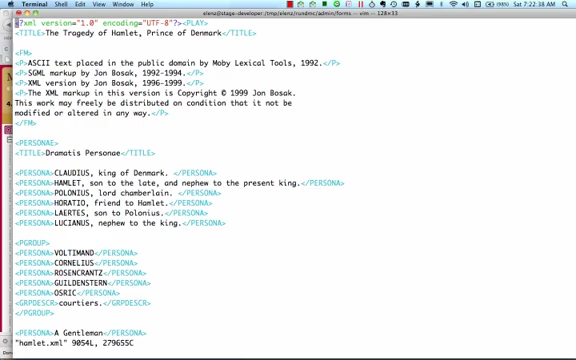 Terminal Shell Edit View Window Help
(98%) Sat 7:22:38 AM
elenz@stage-developer:/tmp/elenz/rundmc/admin/forms — vim — 128×33
<?xml version="1.0" encoding="UTF-8"?><PLAY>
<TITLE>The Tragedy of Hamlet, Prince of Denmark</TITLE>
<FM>
<P>ASCII text placed in the public domain by Moby Lexical Tools, 1992.</P>
<P>SGML markup by Jon Bosak, 1992-1994.</P>
<P>XML version by Jon Bosak, 1996-1999.</P>
<P>The XML markup in this version is Copyright © 1999 Jon Bosak.
This work may freely be distributed on condition that it not be
modified or altered in any way.</P>
</FM>
<PERSONAE>
<TITLE>Dramatis Personae</TITLE>
<PERSONA>CLAUDIUS, king of Denmark. </PERSONA>
<PERSONA>HAMLET, son to the late, and nephew to the present king.</PERSONA>
<PERSONA>POLONIUS, lord chamberlain. </PERSONA>
<PERSONA>HORATIO, friend to Hamlet.</PERSONA>
<PERSONA>LAERTES, son to Polonius.</PERSONA>
<PERSONA>LUCIANUS, nephew to the king.</PERSONA>
<PGROUP>
<PERSONA>VOLTIMAND</PERSONA>
<PERSONA>CORNELIUS</PERSONA>
<PERSONA>ROSENCRANTZ</PERSONA>
<PERSONA>GUILDENSTERN</PERSONA>
<PERSONA>OSRIC</PERSONA>
<GRPDESCR>courtiers.</GRPDESCR>
</PGROUP>
<PERSONA>A Gentleman</PERSONA>
"hamlet.xml" 9054L, 279655C